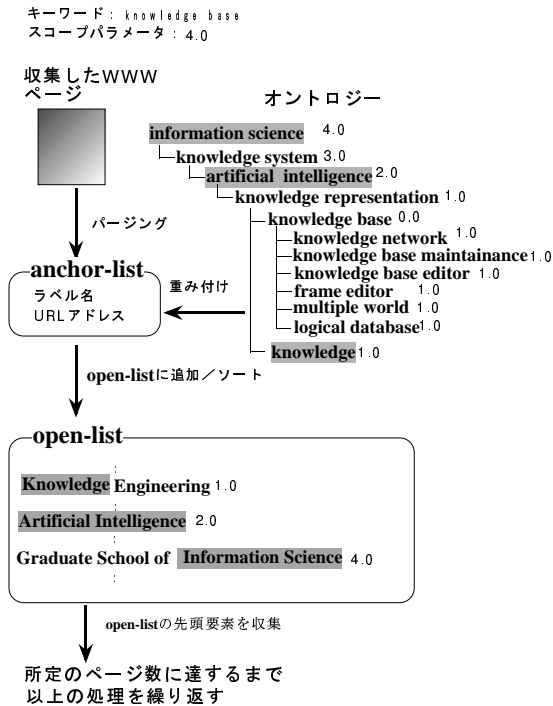 キーワード：knowledge base
スコープパラメータ：4.0
収集したWWW
ページ
オントロジー
information science 4.0
knowledge system 3.0
artificial intelligence 2.0
knowledge representation 1.0
knowledge base 0.0
knowledge network 1.0
knowledge base maintainance 1.0
knowledge base editor 1.0
frame editor 1.0
multiple world 1.0
logical database 1.0
knowledge 1.0
パージング
重み付け
anchor-list
ラベル名
URLアドレス
open-listに追加／ソート
open-list
:
Knowledge Engineering 1.0
:
Artificial Intelligence 2.0
:
Graduate School of Information Science 4.0
:
open-listの先頭要素を収集
所定のページ数に達するまで
以上の処理を繰り返す